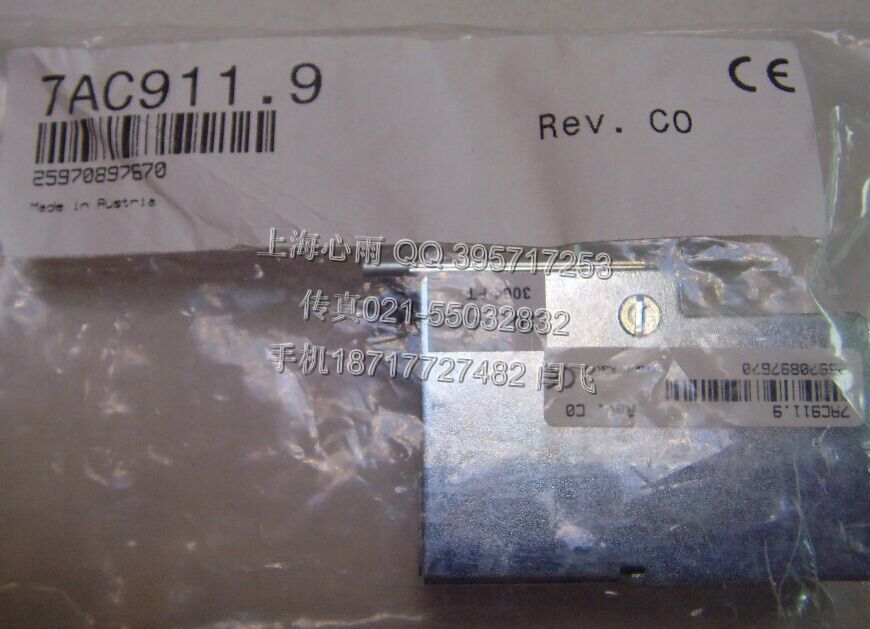 7AC911.9
CE
Rev. C0
25970897670
Made in Austria
上海心雨 QQ 395717253
传真021-55032832
手机18717727482 闫飞
25970897670
CE
7AC911.9
Rev. C0